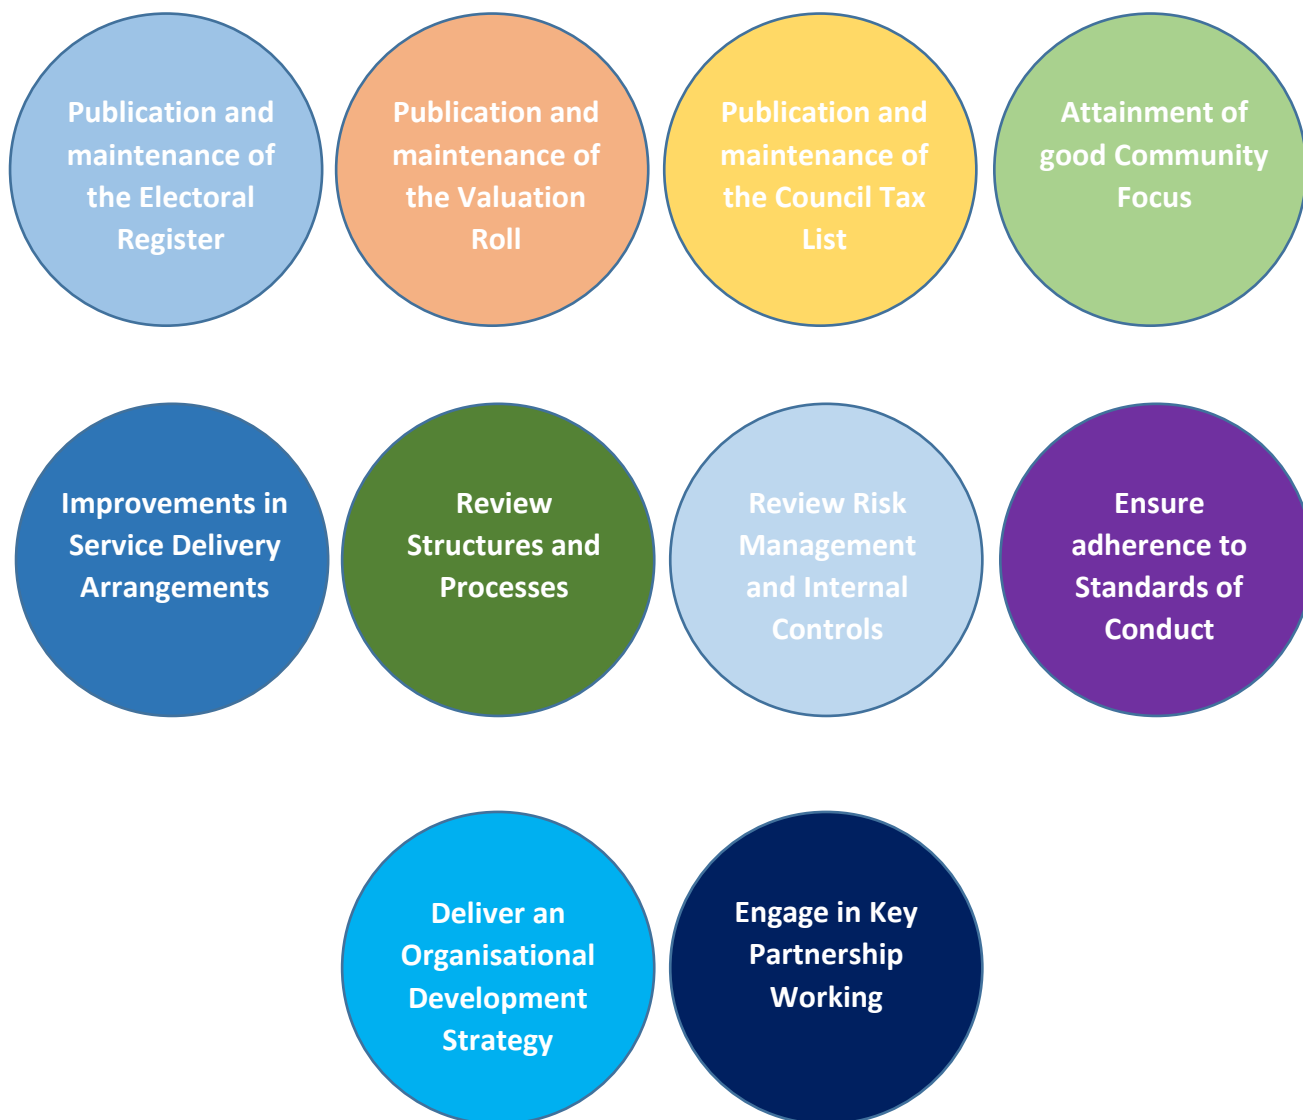 Publication and
maintenance of
the Electoral
Register
Publication and
maintenance of
the Valuation
Roll
Publication and
maintenance of
the Council Tax
List
Attainment of
good Community
Focus
Improvements in
Service Delivery
Arrangements
Review
Structures and
Processes
Review Risk
Management
and Internal
Controls
Ensure
adherence to
Standards of
Conduct
Deliver an
Organisational
Development
Strategy
Engage in Key
Partnership
Working